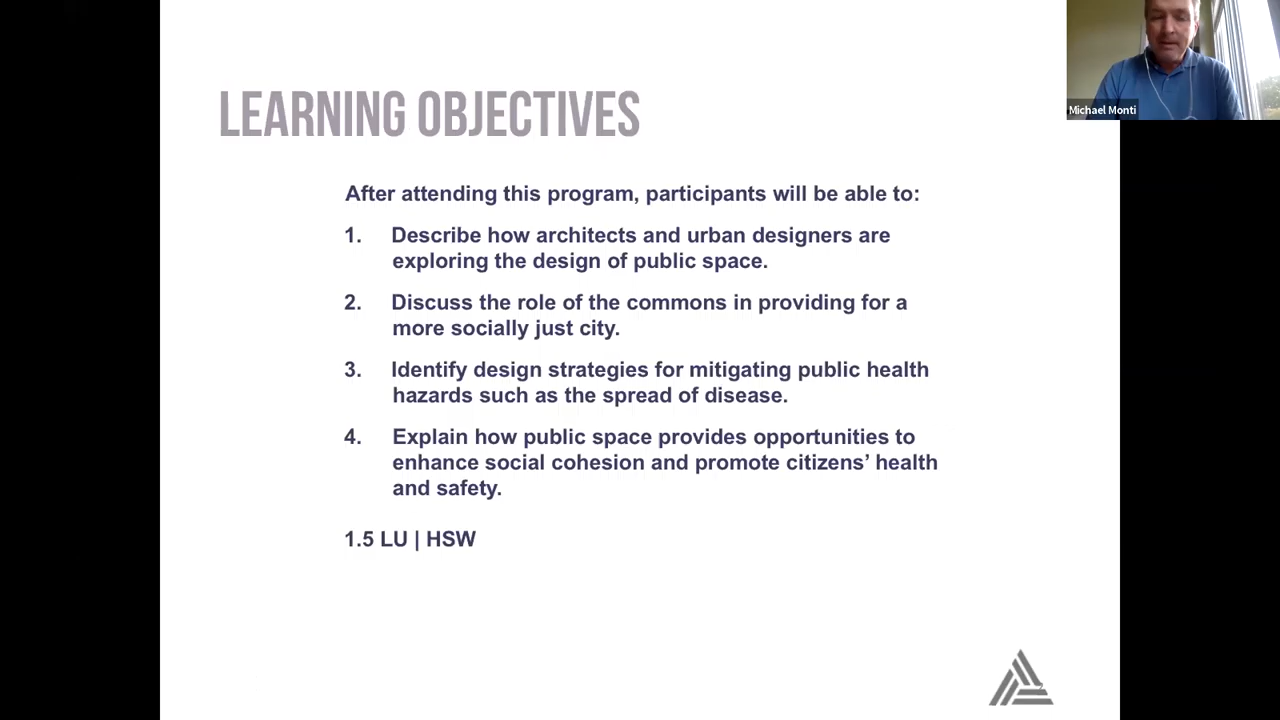 LEARNING OBJECTIVES
Michael Monti
After attending this program, participants will be able to:
1. Describe how architects and urban designers are
exploring the design of public space.
2. Discuss the role of the commons in providing for a
more socially just city.
3. Identify design strategies for mitigating public health
hazards such as the spread of disease.
4. Explain how public space provides opportunities to
enhance social cohesion and promote citizens’ health
and safety.
1.5 LU | HSW